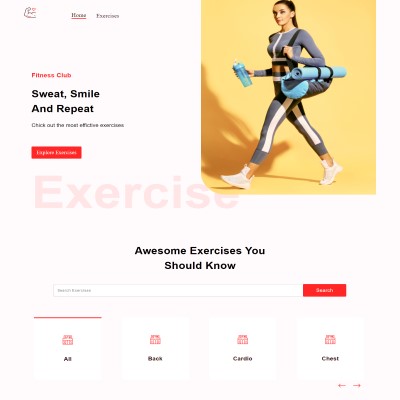 Home Exercises
Fitness Club
Sweat, Smile
And Repeat
Chick out the most effictive exercises
Explore Exercises
Exercise
Awesome Exercises You
Should Know
Search Exercises
Search
All Back Cardio Chest